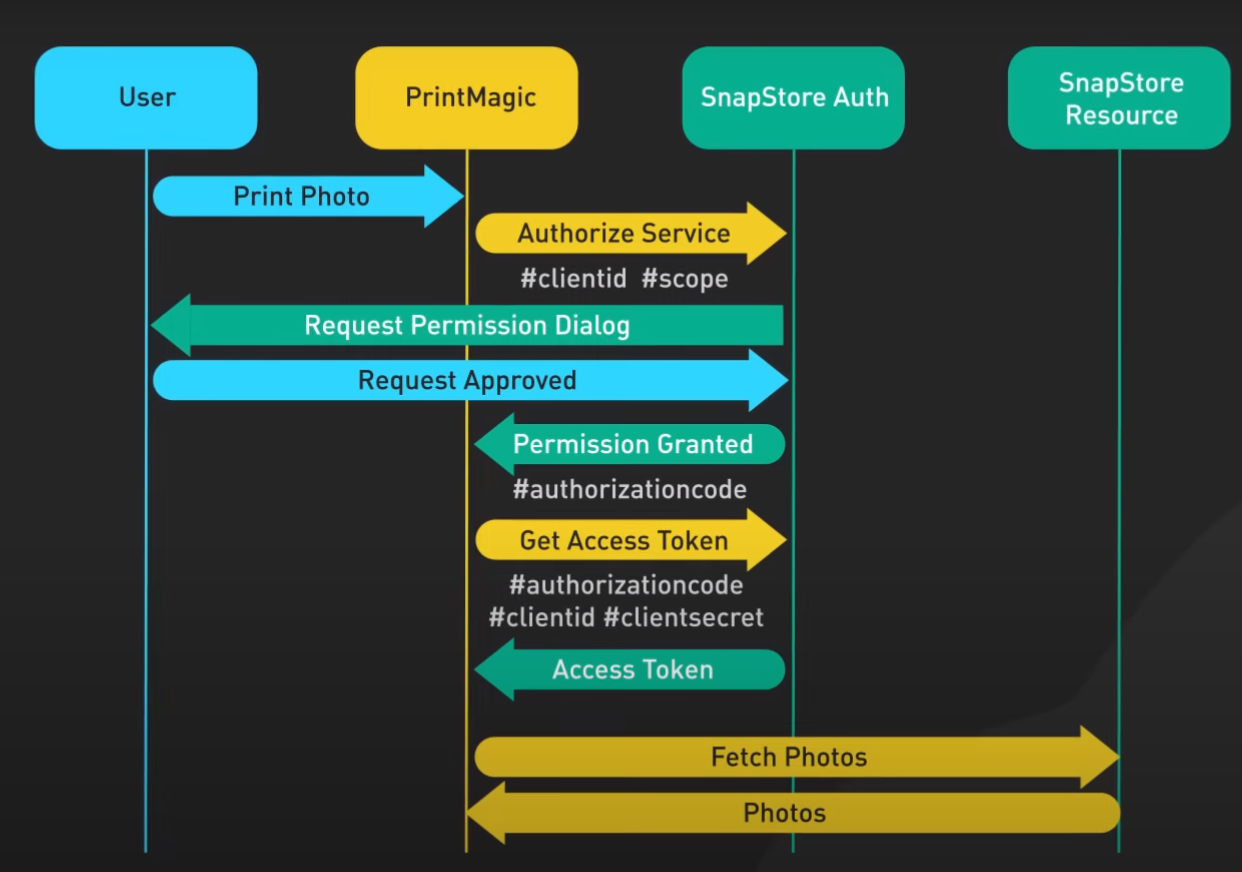 User
PrintMagic
SnapStore Auth
SnapStore
Resource
Print Photo
Authorize Service
#clientid #scope
Request Permission Dialog
Request Approved
Permission Granted
#authorizationcode
Get Access Token
#authorizationcode
#clientid #clientsecret
Access Token
Fetch Photos
Photos